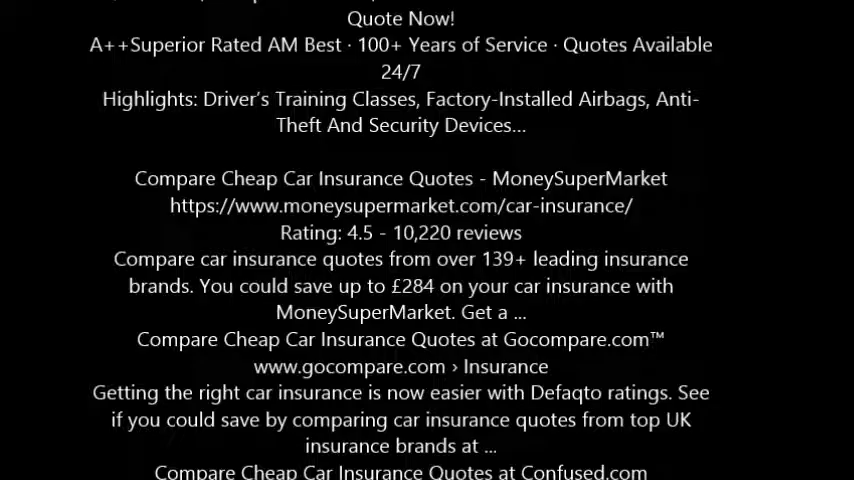 Quote Now!
A++Superior Rated AM Best · 100+ Years of Service · Quotes Available
24/7
Highlights: Driver’s Training Classes, Factory-Installed Airbags, Anti-
Theft And Security Devices…
Compare Cheap Car Insurance Quotes - MoneySuperMarket
https://www.moneysupermarket.com/car-insurance/
Rating: 4.5 - 10,220 reviews
Compare car insurance quotes from over 139+ leading insurance
brands. You could save up to £284 on your car insurance with
MoneySuperMarket. Get a ...
Compare Cheap Car Insurance Quotes at Gocompare.com™
www.gocompare.com › Insurance
Getting the right car insurance is now easier with Defaqto ratings. See
if you could save by comparing car insurance quotes from top UK
insurance brands at ...
Compare Cheap Car Insurance Quotes at Confused.com